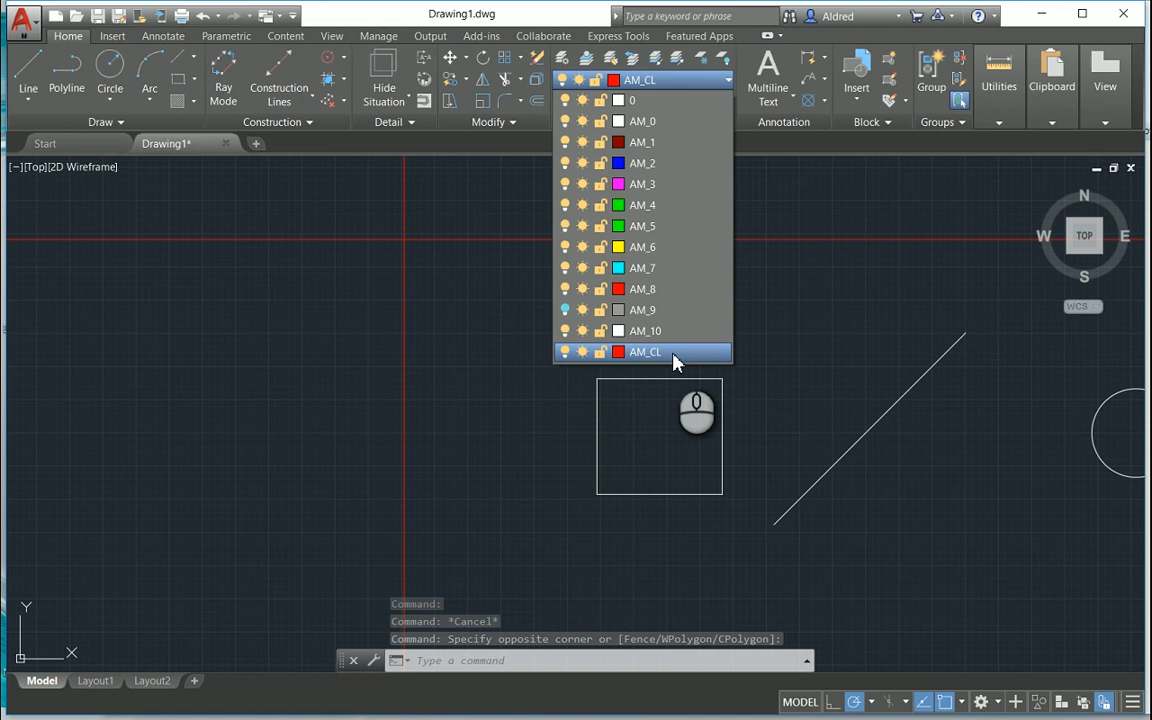 Drawing1.dwg
Type a keyword or phrase
Aldred
Home Insert Annotate Parametric Content View Manage Output Add-ins Collaborate Express Tools Featured Apps
Line Polyline Circle Arc
Draw
Ray Mode
Construction Lines
Construction
Hide Situation
Detail
Modify
AM_CL
0
AM_0
AM_1
AM_2
AM_3
AM_4
AM_5
AM_6
AM_7
AM_8
AM_9
AM_10
AM_CL
Multiline Text
Annotation
Insert
Block
Group
Groups
Utilities
Clipboard
View
Start Drawing1*
[−][Top][2D Wireframe]
N
W TOP E
S
WCS
Y
X
Command:
Command: *Cancel*
Command: Specify opposite corner or [Fence/WPolygon/CPolygon]:
Type a command
Model Layout1 Layout2
MODEL